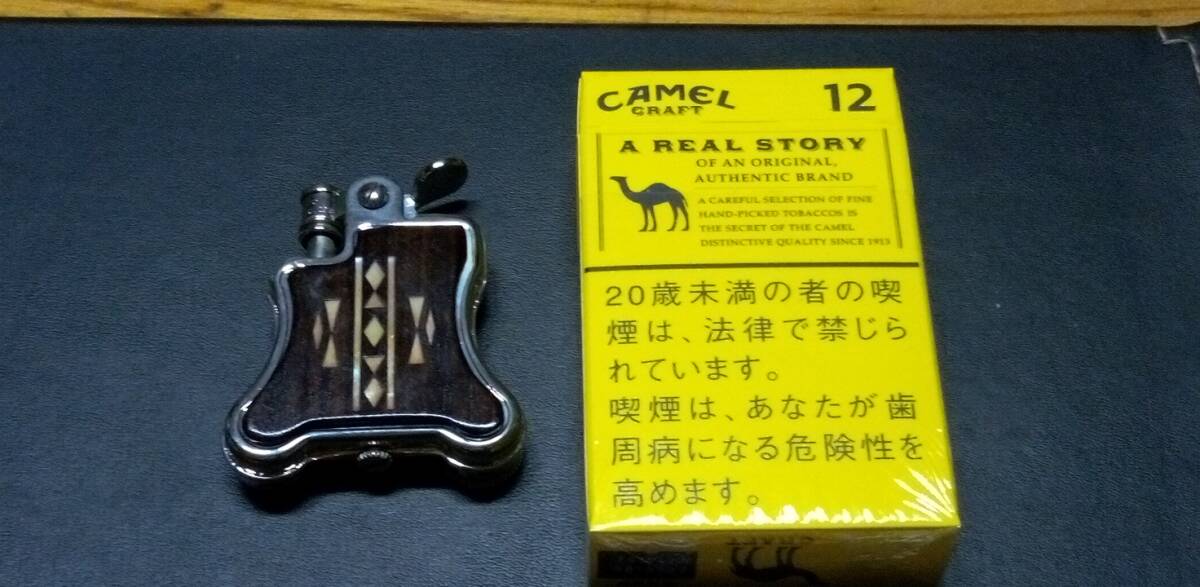 CAMEL 12
CRAFT
A REAL STORY
OF AN ORIGINAL,
AUTHENTIC BRAND
A CAREFUL SELECTION OF FINE
HAND-PICKED TOBACCOS IS
THE SECRET OF THE CAMEL
DISTINCTIVE QUALITY SINCE 1913
20歳未満の者の喫
煙は、法律で禁じら
れています。
喫煙は、あなたが歯
周病になる危険性を
高めます。
CRAFT